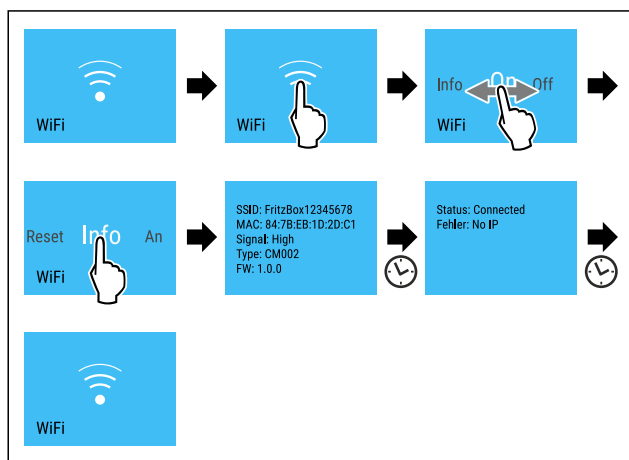 WiFi
WiFi
Info On Off
WiFi
Reset Info An
WiFi
SSID: FritzBox12345678
MAC: 84:7B:EB:1D:2D:C1
Signal: High
Type: CM002
FW: 1.0.0
Status: Connected
Fehler: No IP
WiFi